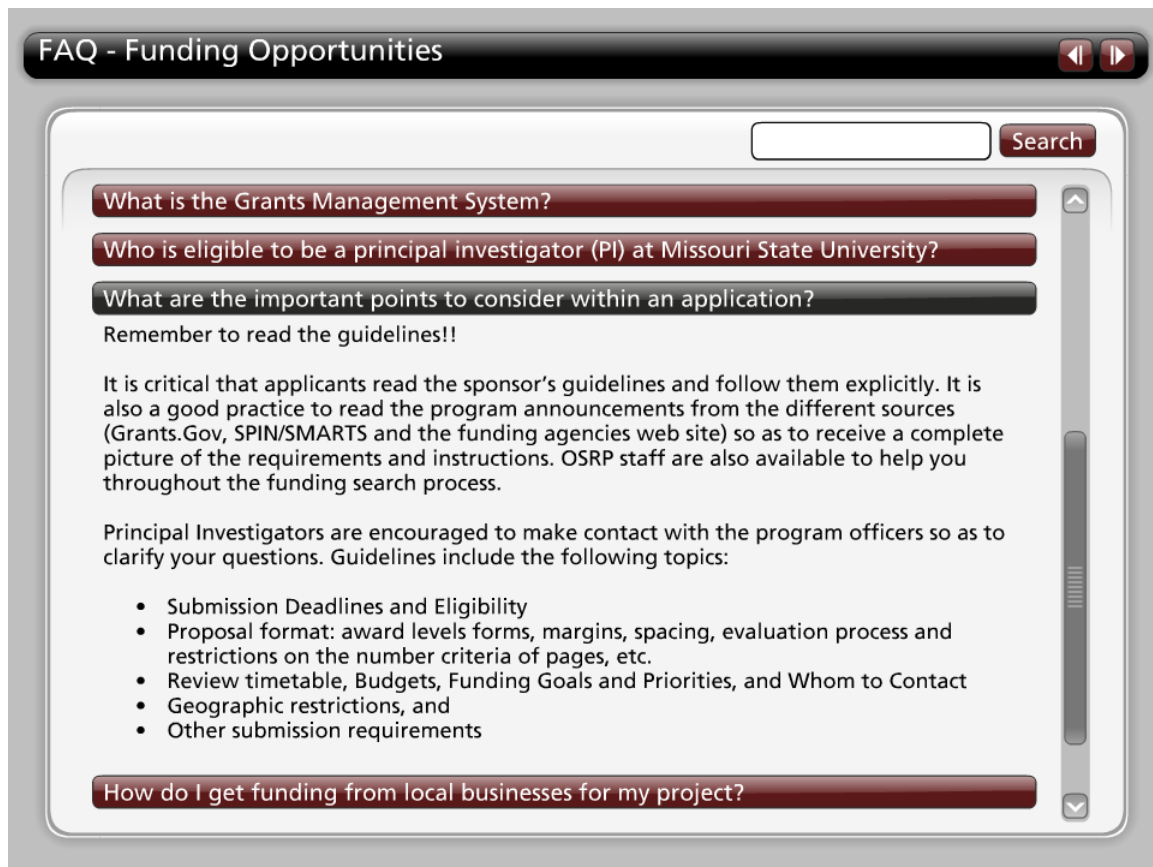 FAQ - Funding Opportunities
Search
What is the Grants Management System?
Who is eligible to be a principal investigator (PI) at Missouri State University?
What are the important points to consider within an application?
Remember to read the guidelines!!
It is critical that applicants read the sponsor's guidelines and follow them explicitly. It is
also a good practice to read the program announcements from the different sources
(Grants.Gov, SPIN/SMARTS and the funding agencies web site) so as to receive a complete
picture of the requirements and instructions. OSRP staff are also available to help you
throughout the funding search process.
Principal Investigators are encouraged to make contact with the program officers so as to
clarify your questions. Guidelines include the following topics:
• Submission Deadlines and Eligibility
• Proposal format: award levels forms, margins, spacing, evaluation process and
restrictions on the number criteria of pages, etc.
• Review timetable, Budgets, Funding Goals and Priorities, and Whom to Contact
• Geographic restrictions, and
• Other submission requirements
How do I get funding from local businesses for my project?